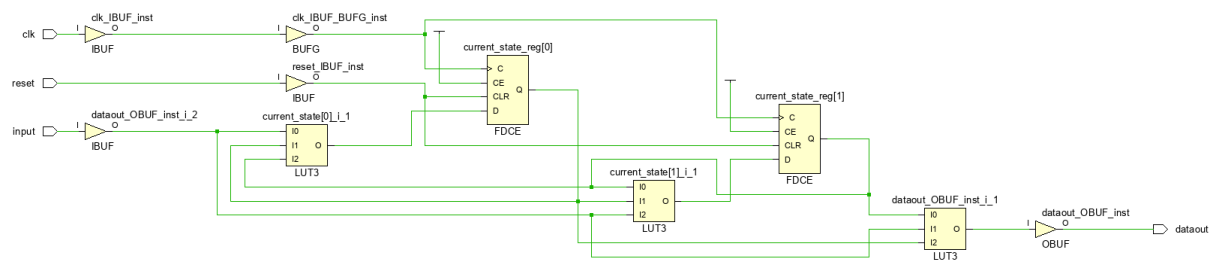 clk_IBUF_inst
clk
I
O
IBUF
clk_IBUF_BUFG_inst
I
O
BUFG
reset
reset_IBUF_inst
I
O
IBUF
input
dataout_OBUF_inst_i_2
I
O
IBUF
current_state[0]_i_1
I0
I1
O
I2
LUT3
current_state_reg[0]
C
CE
Q
CLR
D
FDCE
current_state[1]_i_1
I0
I1
O
I2
LUT3
current_state_reg[1]
C
CE
Q
CLR
D
FDCE
dataout_OBUF_inst_i_1
I0
I1
O
I2
LUT3
dataout_OBUF_inst
I
O
OBUF
dataout